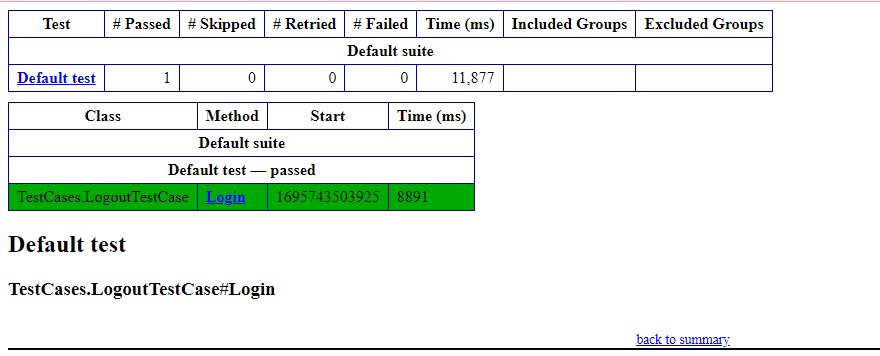 Test # Passed # Skipped # Retried # Failed Time (ms) Included Groups Excluded Groups
Default suite
Default test 1 0 0 0 11,877
Class Method Start Time (ms)
Default suite
Default test — passed
TestCases.LogoutTestCase Login 1695743503925 8891
Default test
TestCases.LogoutTestCase#Login
back to summary